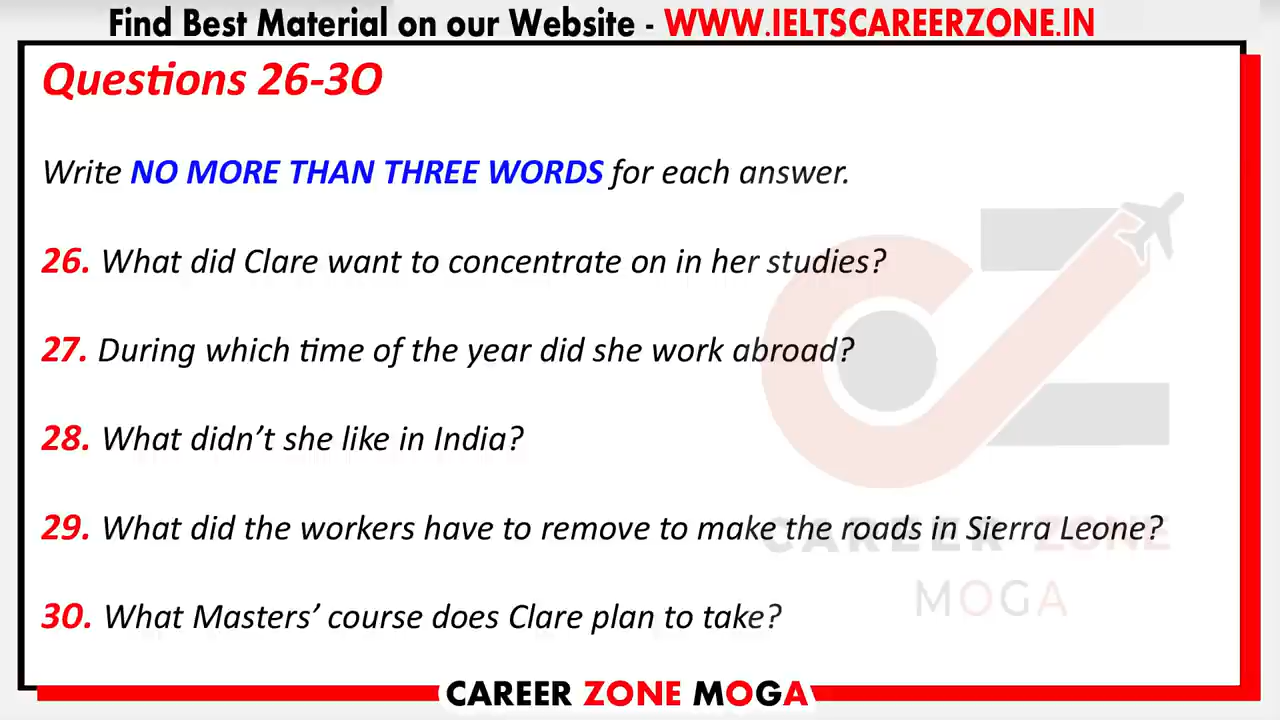 Find Best Material on our Website - WWW.IELTSCAREERZONE.IN
Questions 26-3O
Write NO MORE THAN THREE WORDS for each answer.
26. What did Clare want to concentrate on in her studies?
27. During which time of the year did she work abroad?
28. What didn’t she like in India?
29. What did the workers have to remove to make the roads in Sierra Leone?
CAREER ZONE
MOGA
30. What Masters’ course does Clare plan to take?
CAREER ZONE MOGA